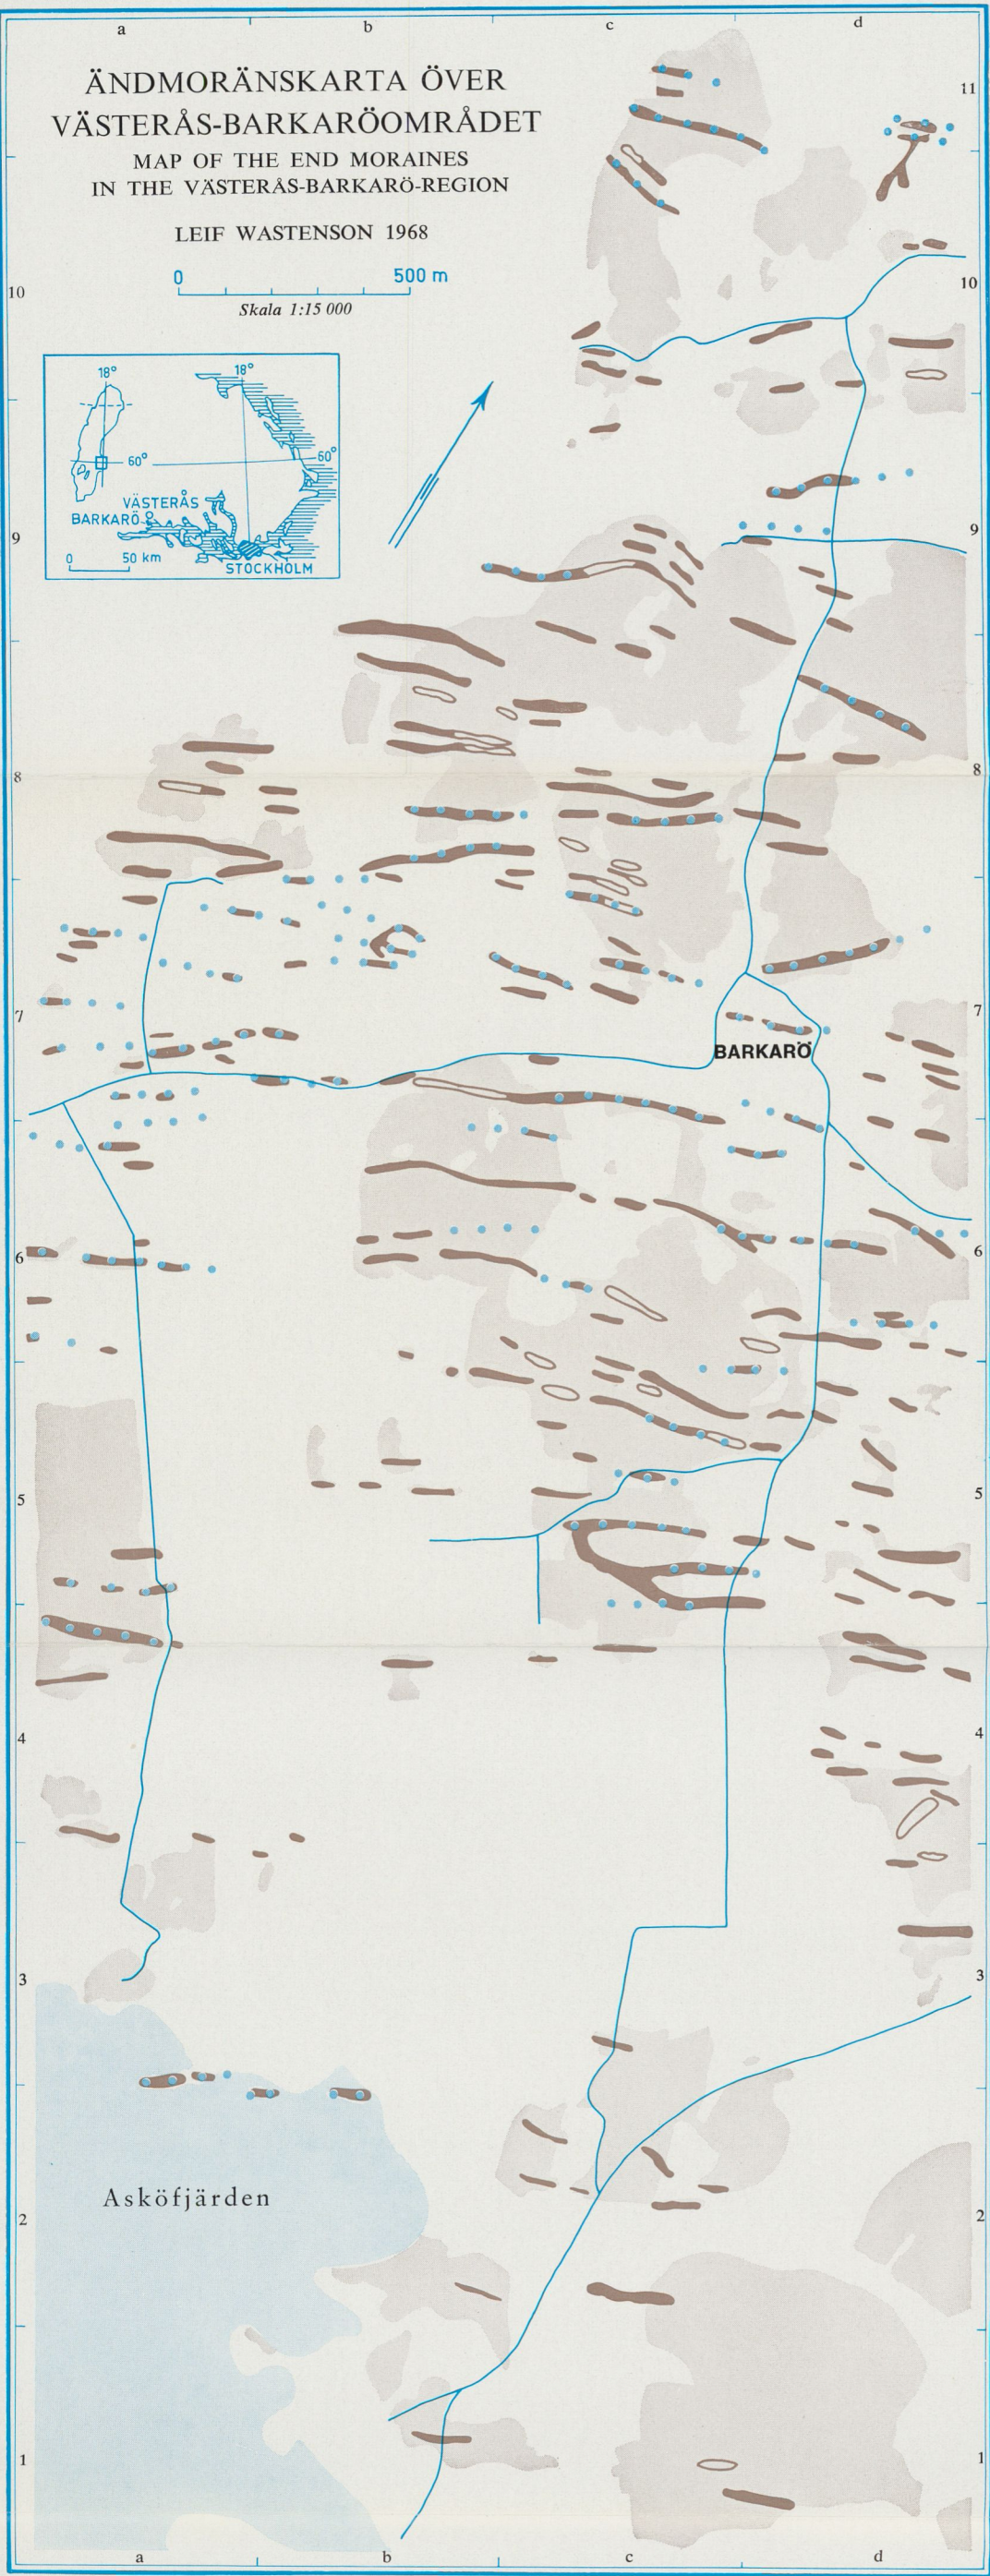 a b c d
ÄNDMORÄNSKARTA ÖVER
VÄSTERÅS-BARKARÖOMRÅDET
MAP OF THE END MORAINES
IN THE VÄSTERÅS-BARKARÖ-REGION
LEIF WASTENSON 1968
0 500 m
Skala 1:15 000
11
10 10
18° 18°
60° 60°
VÄSTERÅS
BARKARÖ
0 50 km
STOCKHOLM
9 9
8 8
7 7
BARKARÖ
6 6
5 5
4 4
3 3
Asköfjärden
2 2
1 1
a b c d